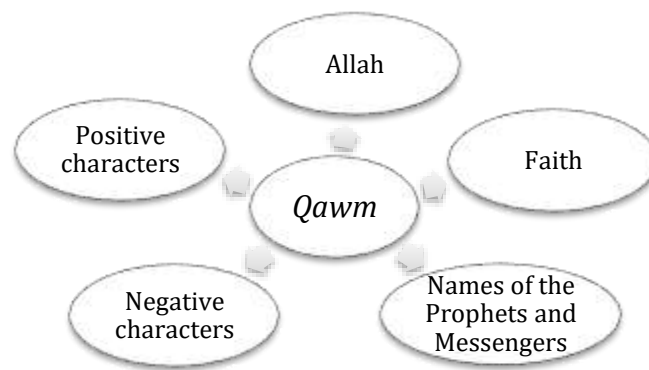 Allah
Positive
characters
Faith
Qawm
Negative
characters
Names of the
Prophets and
Messengers